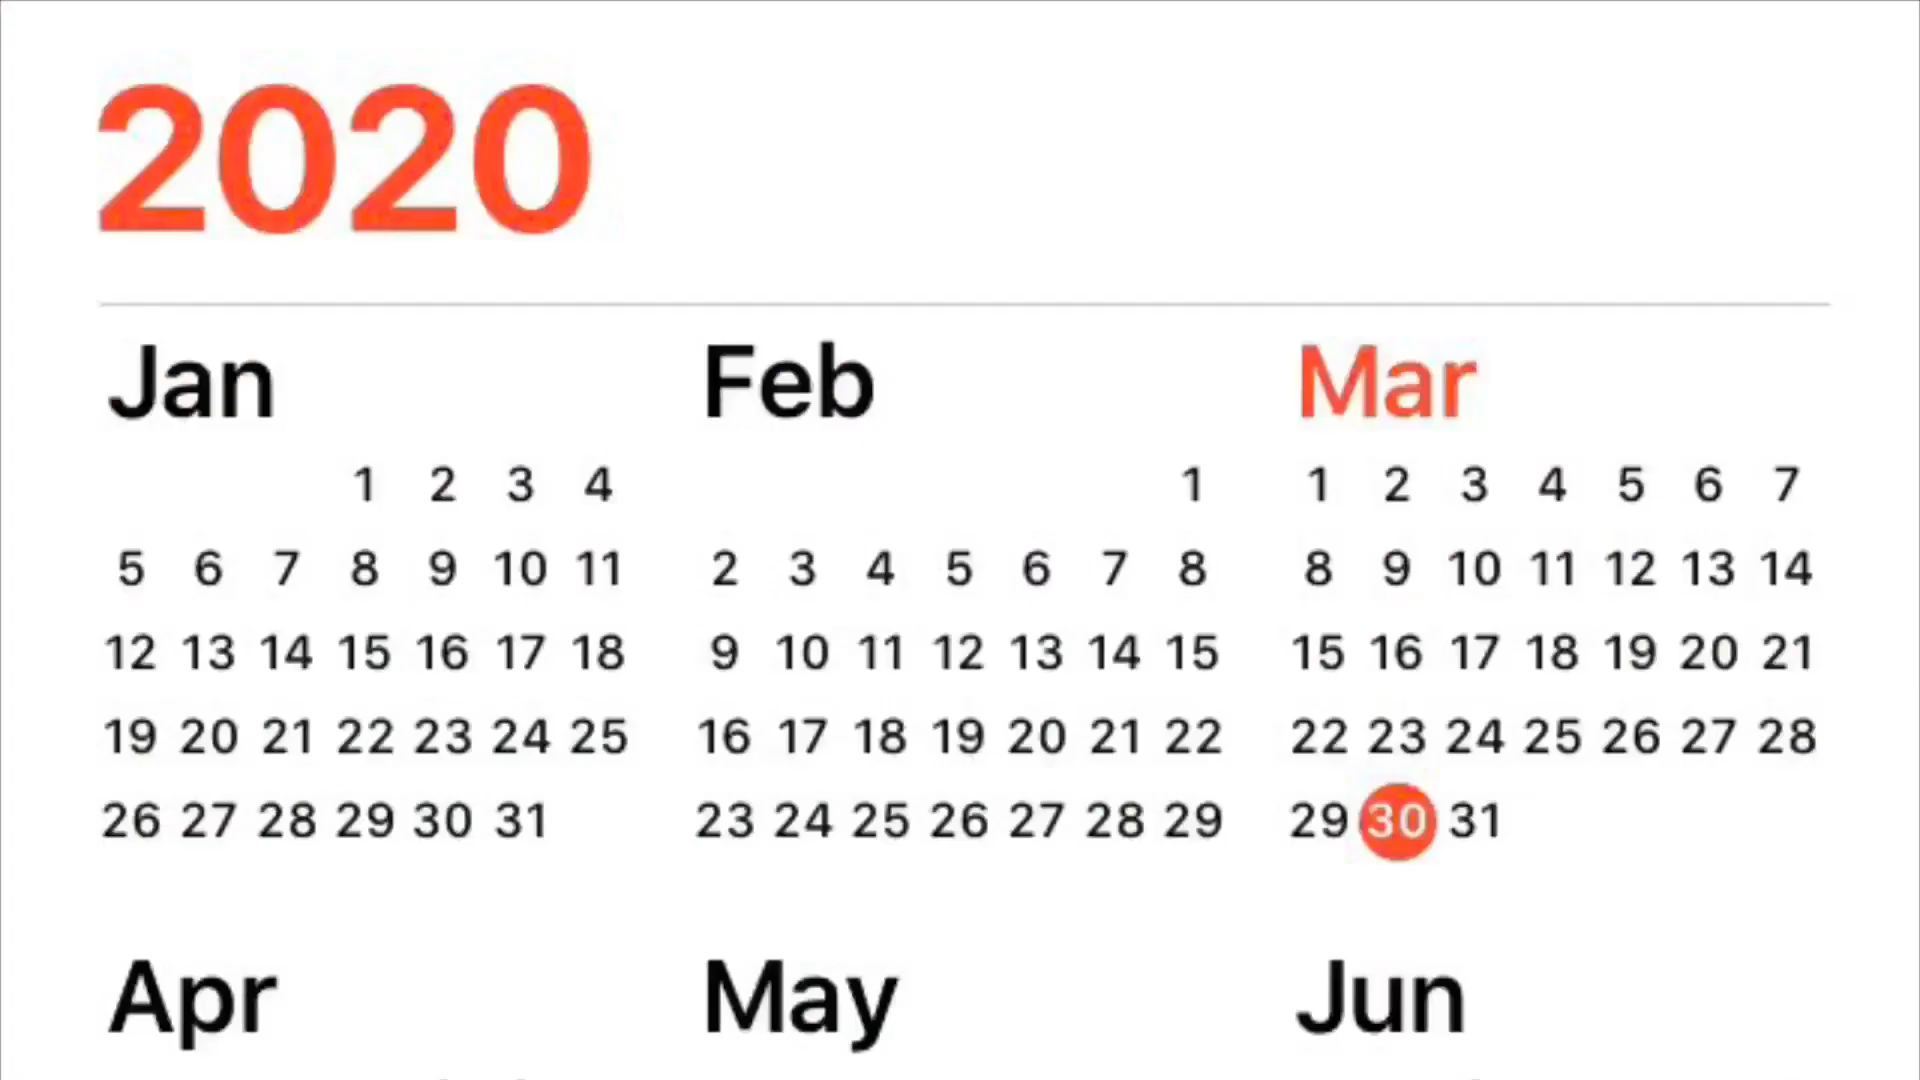 2020
Jan Feb Mar
1 2 3 4 1 1 2 3 4 5 6 7
5 6 7 8 9 10 11 2 3 4 5 6 7 8 8 9 10 11 12 13 14
12 13 14 15 16 17 18 9 10 11 12 13 14 15 15 16 17 18 19 20 21
19 20 21 22 23 24 25 16 17 18 19 20 21 22 22 23 24 25 26 27 28
26 27 28 29 30 31 23 24 25 26 27 28 29 29 30 31
Apr May Jun